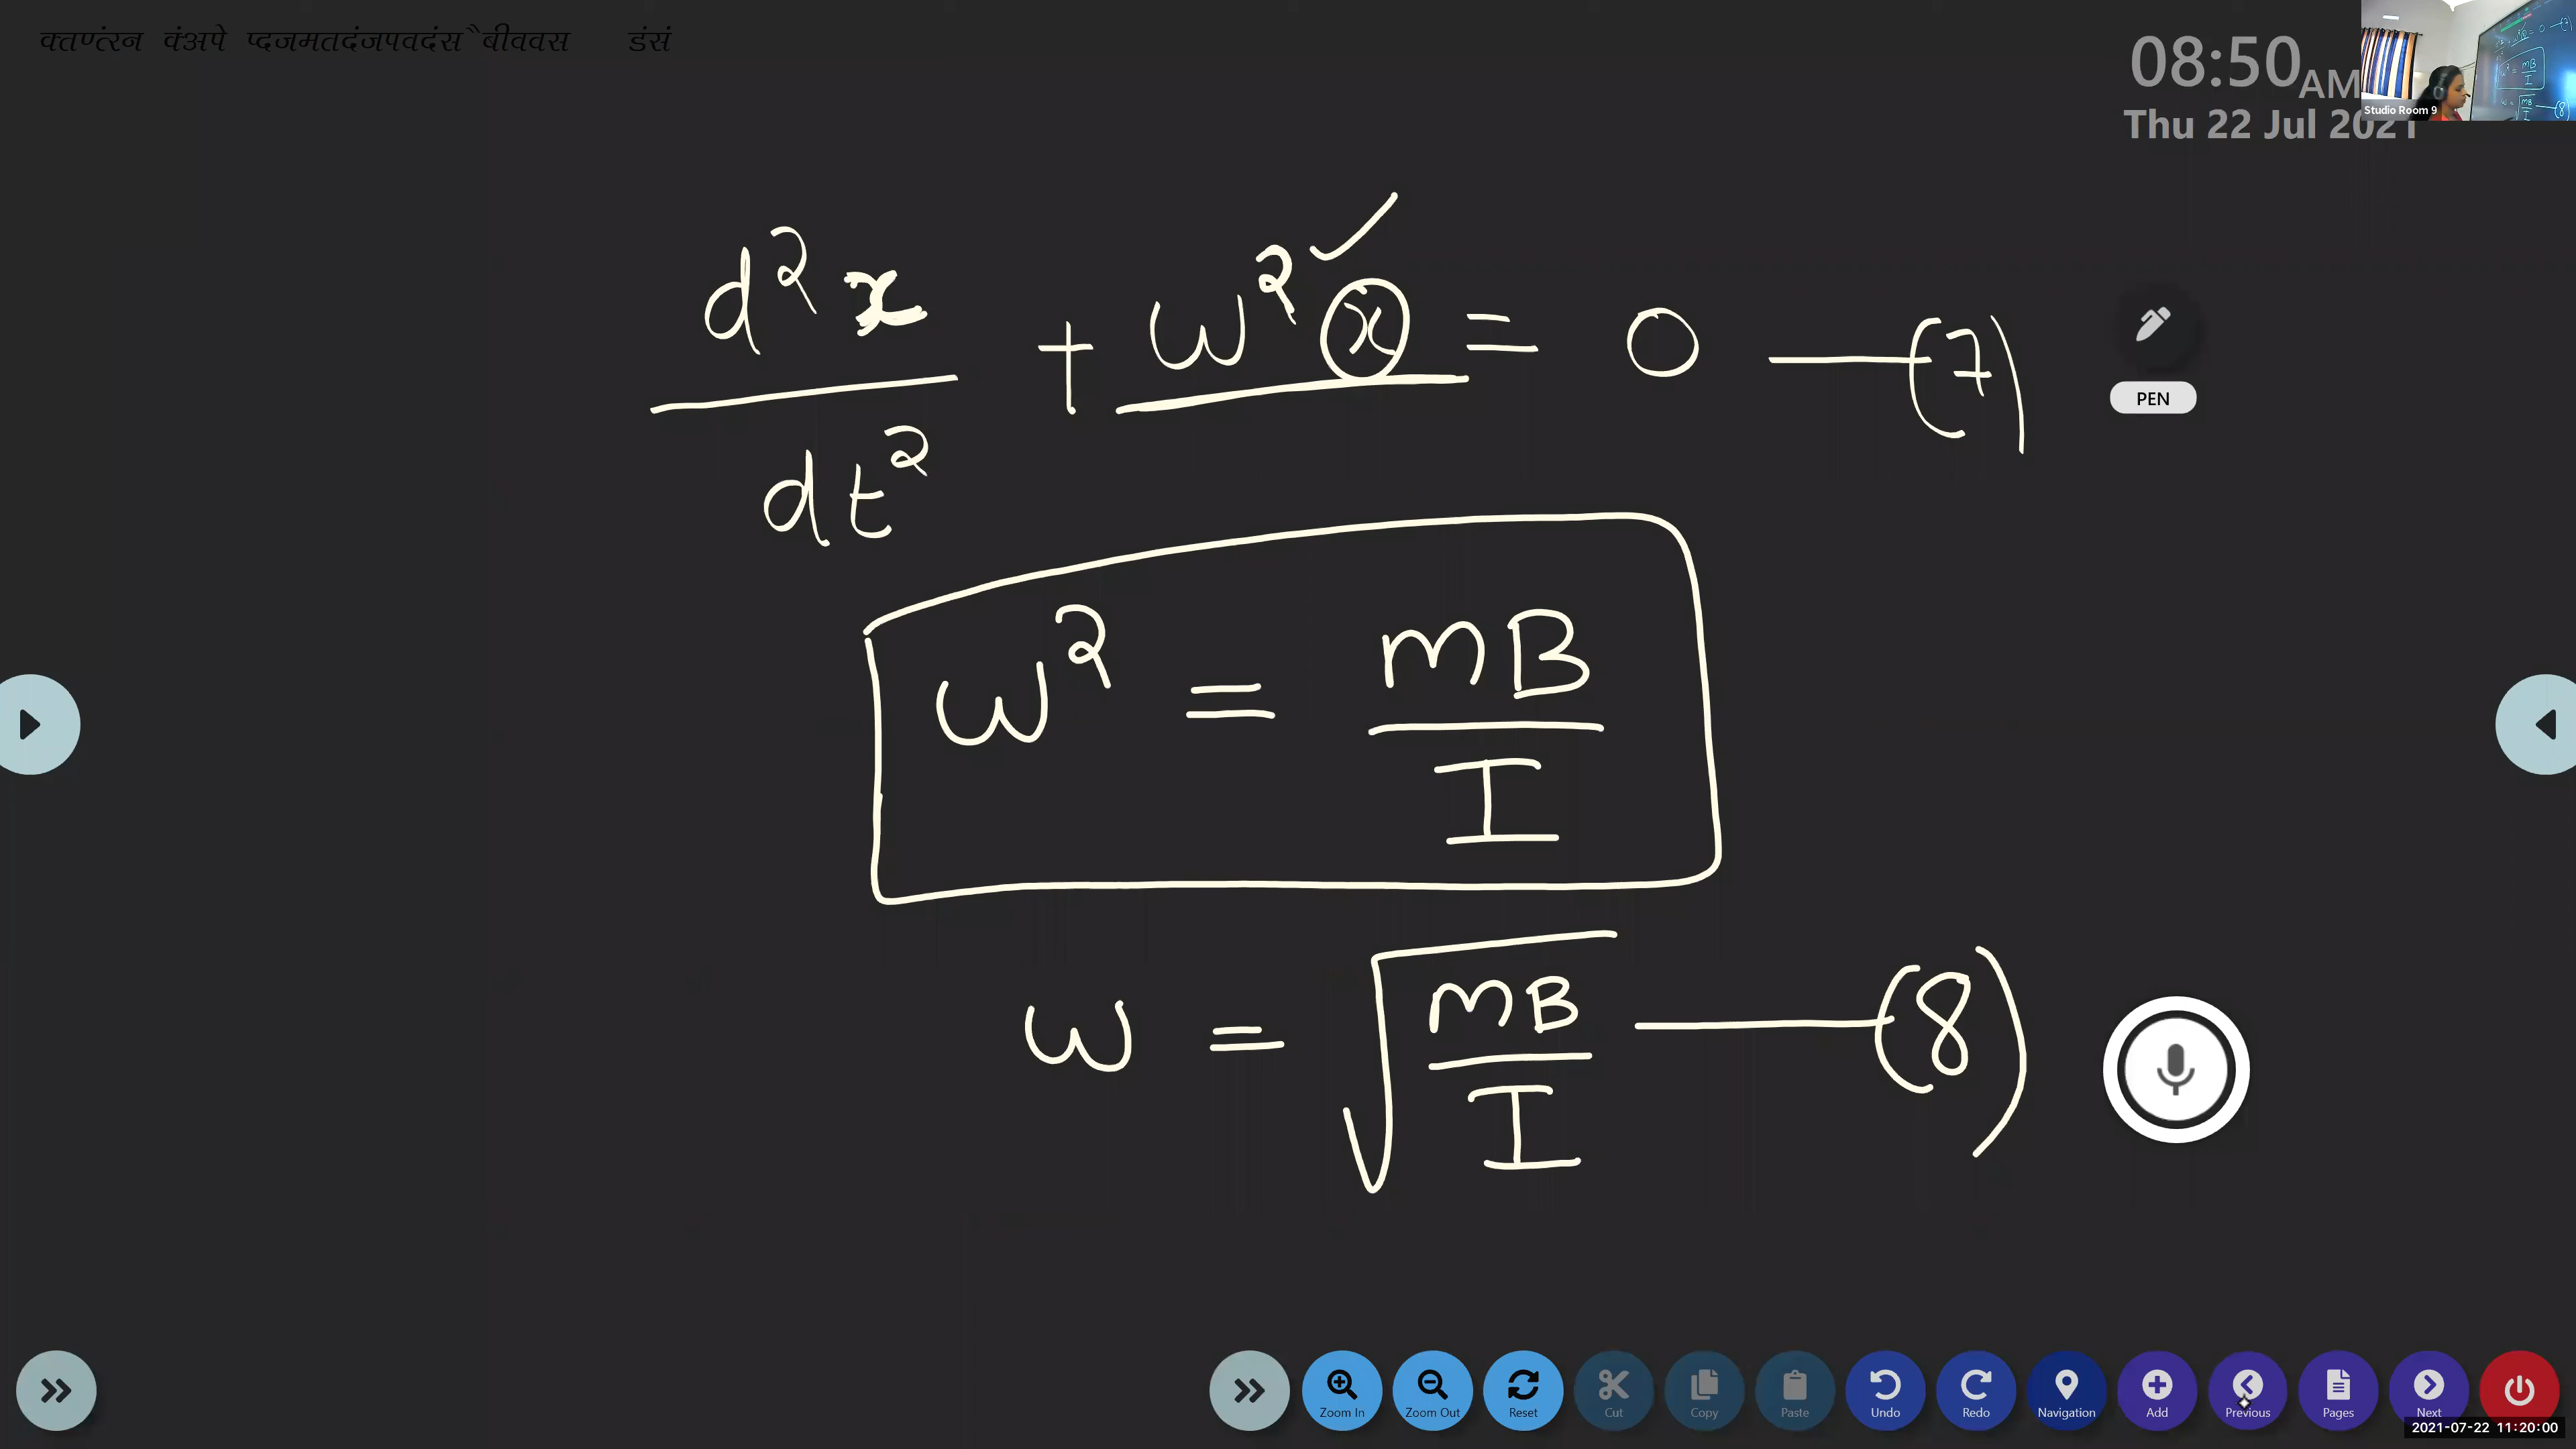 क्तण्ंरन कंअपे प्दजमतदंजपवदंस ैबीववस डंसं
08:50 AM
Thu 22 Jul 2021
Studio Room 9
d²x / dt² + ω²x = 0 —(7)
PEN
ω² = mB / I
ω = √(mB / I) —(8)
Zoom In Zoom Out Reset Cut Copy Paste Undo Redo Navigation Add Previous Pages Next
2021-07-22 11:20:00